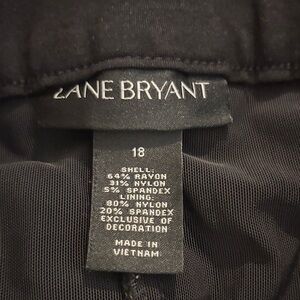 LANE BRYANT
18
SHELL:
64% RAYON
31% NYLON
5% SPANDEX
LINING:
80% NYLON
20% SPANDEX
EXCLUSIVE OF
DECORATION
MADE IN
VIETNAM